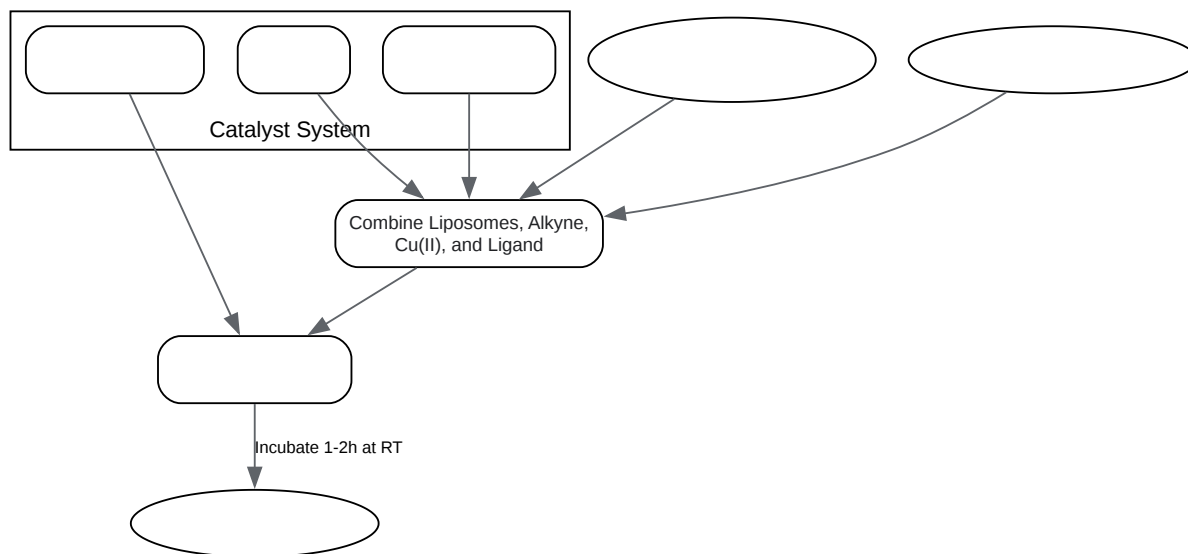 Catalyst System
Combine Liposomes, Alkyne,
Cu(II), and Ligand
Incubate 1-2h at RT